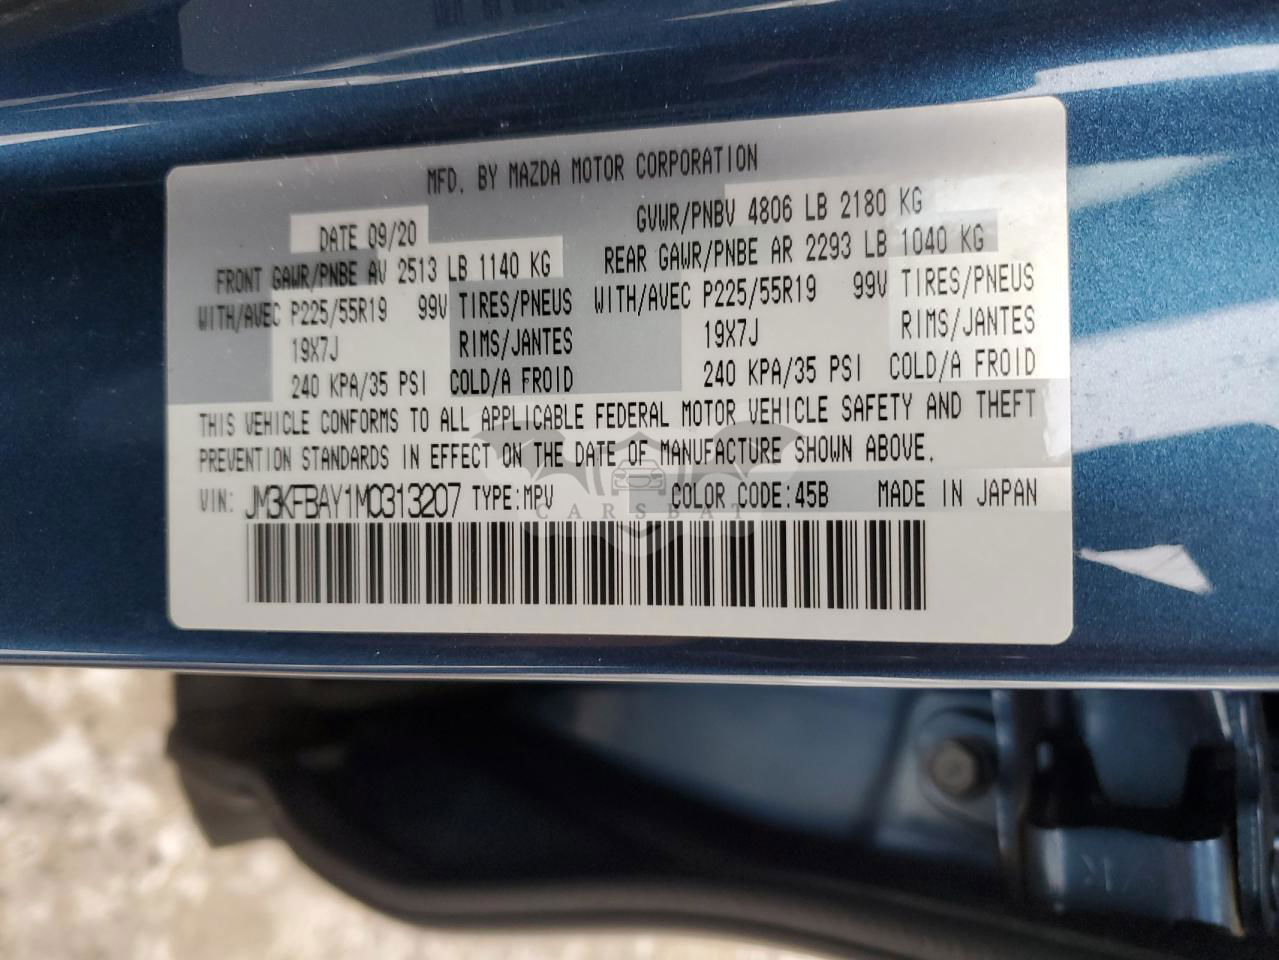 MFD. BY MAZDA MOTOR CORPORATION
DATE 09/20 GVWR/PNBV 4806 LB 2180 KG
FRONT GAWR/PNBE AV 2513 LB 1140 KG REAR GAWR/PNBE AR 2293 LB 1040 KG
WITH/AVEC P225/55R19 99V TIRES/PNEUS WITH/AVEC P225/55R19 99V TIRES/PNEUS
19X7J RIMS/JANTES 19X7J RIMS/JANTES
240 KPA/35 PSI COLD/A FROID 240 KPA/35 PSI COLD/A FROID
THIS VEHICLE CONFORMS TO ALL APPLICABLE FEDERAL MOTOR VEHICLE SAFETY AND THEFT
PREVENTION STANDARDS IN EFFECT ON THE DATE OF MANUFACTURE SHOWN ABOVE.
VIN: JM3KFBAY1M0313207 TYPE:MPV COLOR CODE:45B MADE IN JAPAN
CARSBAT